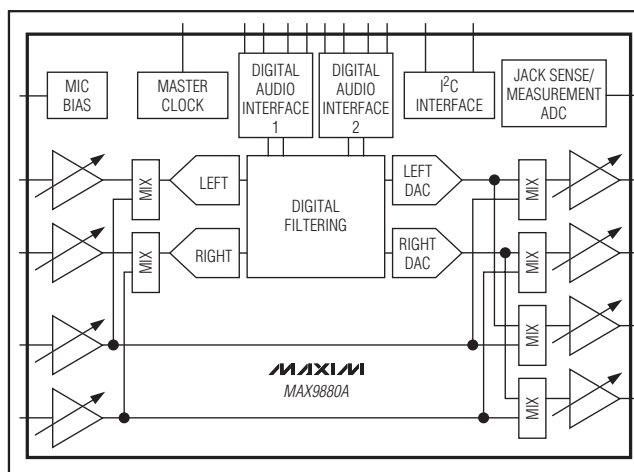 MIC
BIAS
MASTER
CLOCK
DIGITAL
AUDIO
INTERFACE
1
DIGITAL
AUDIO
INTERFACE
2
I²C
INTERFACE
JACK SENSE/
MEASUREMENT
ADC
MIX
LEFT
DIGITAL
FILTERING
LEFT
DAC
MIX
MIX
RIGHT
RIGHT
DAC
MIX
MIX
MAXIM
MAX9880A
MIX